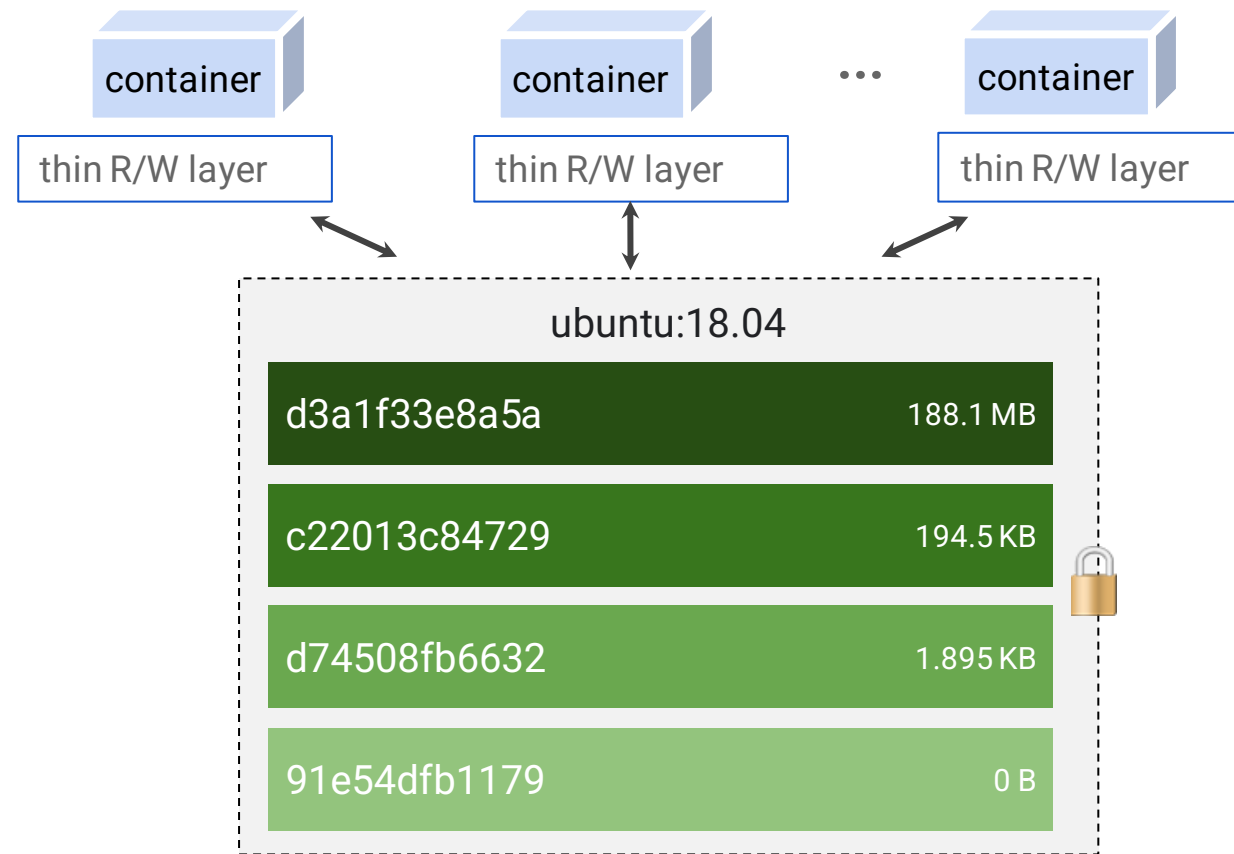 container
container
...
container
thin R/W layer
thin R/W layer
thin R/W layer
ubuntu:18.04
d3a1f33e8a5a 188.1 MB
c22013c84729 194.5 KB
d74508fb6632 1.895 KB
91e54dfb1179 0 B